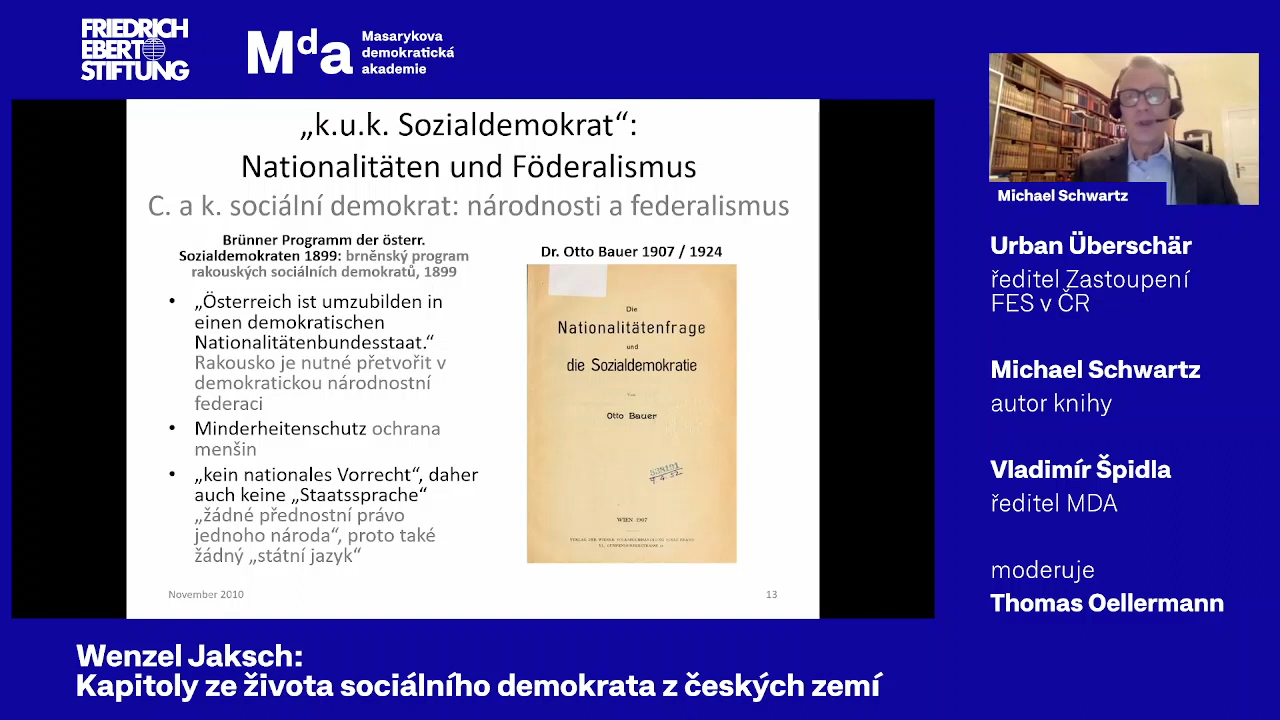 FRIEDRICH
EBERT
STIFTUNG
Mda
Masarykova
demokratická
akademie
„k.u.k. Sozialdemokrat“:
Nationalitäten und Föderalismus
C. a k. sociální demokrat: národnosti a federalismus
Brünner Programm der österr.
Sozialdemokraten 1899: brněnský program
rakouských sociálních demokratů, 1899
• „Österreich ist umzubilden in
einen demokratischen
Nationalitätenbundesstaat.“
Rakousko je nutné přetvořit v
demokratickou národnostní
federaci
• Minderheitenschutz ochrana
menšin
• „kein nationales Vorrecht“, daher
auch keine „Staatssprache“
„žádné přednostní právo
jednoho národa“, proto také
žádný „státní jazyk“
Dr. Otto Bauer 1907 / 1924
Die
Nationalitätenfrage
und
die Sozialdemokratie
Von
Otto Bauer
WIEN 1907
November 2010
13
Michael Schwartz
Urban Überschär
ředitel Zastoupení
FES v ČR
Michael Schwartz
autor knihy
Vladimír Špidla
ředitel MDA
moderuje
Thomas Oellermann
Wenzel Jaksch:
Kapitoly ze života sociálního demokrata z českých zemí